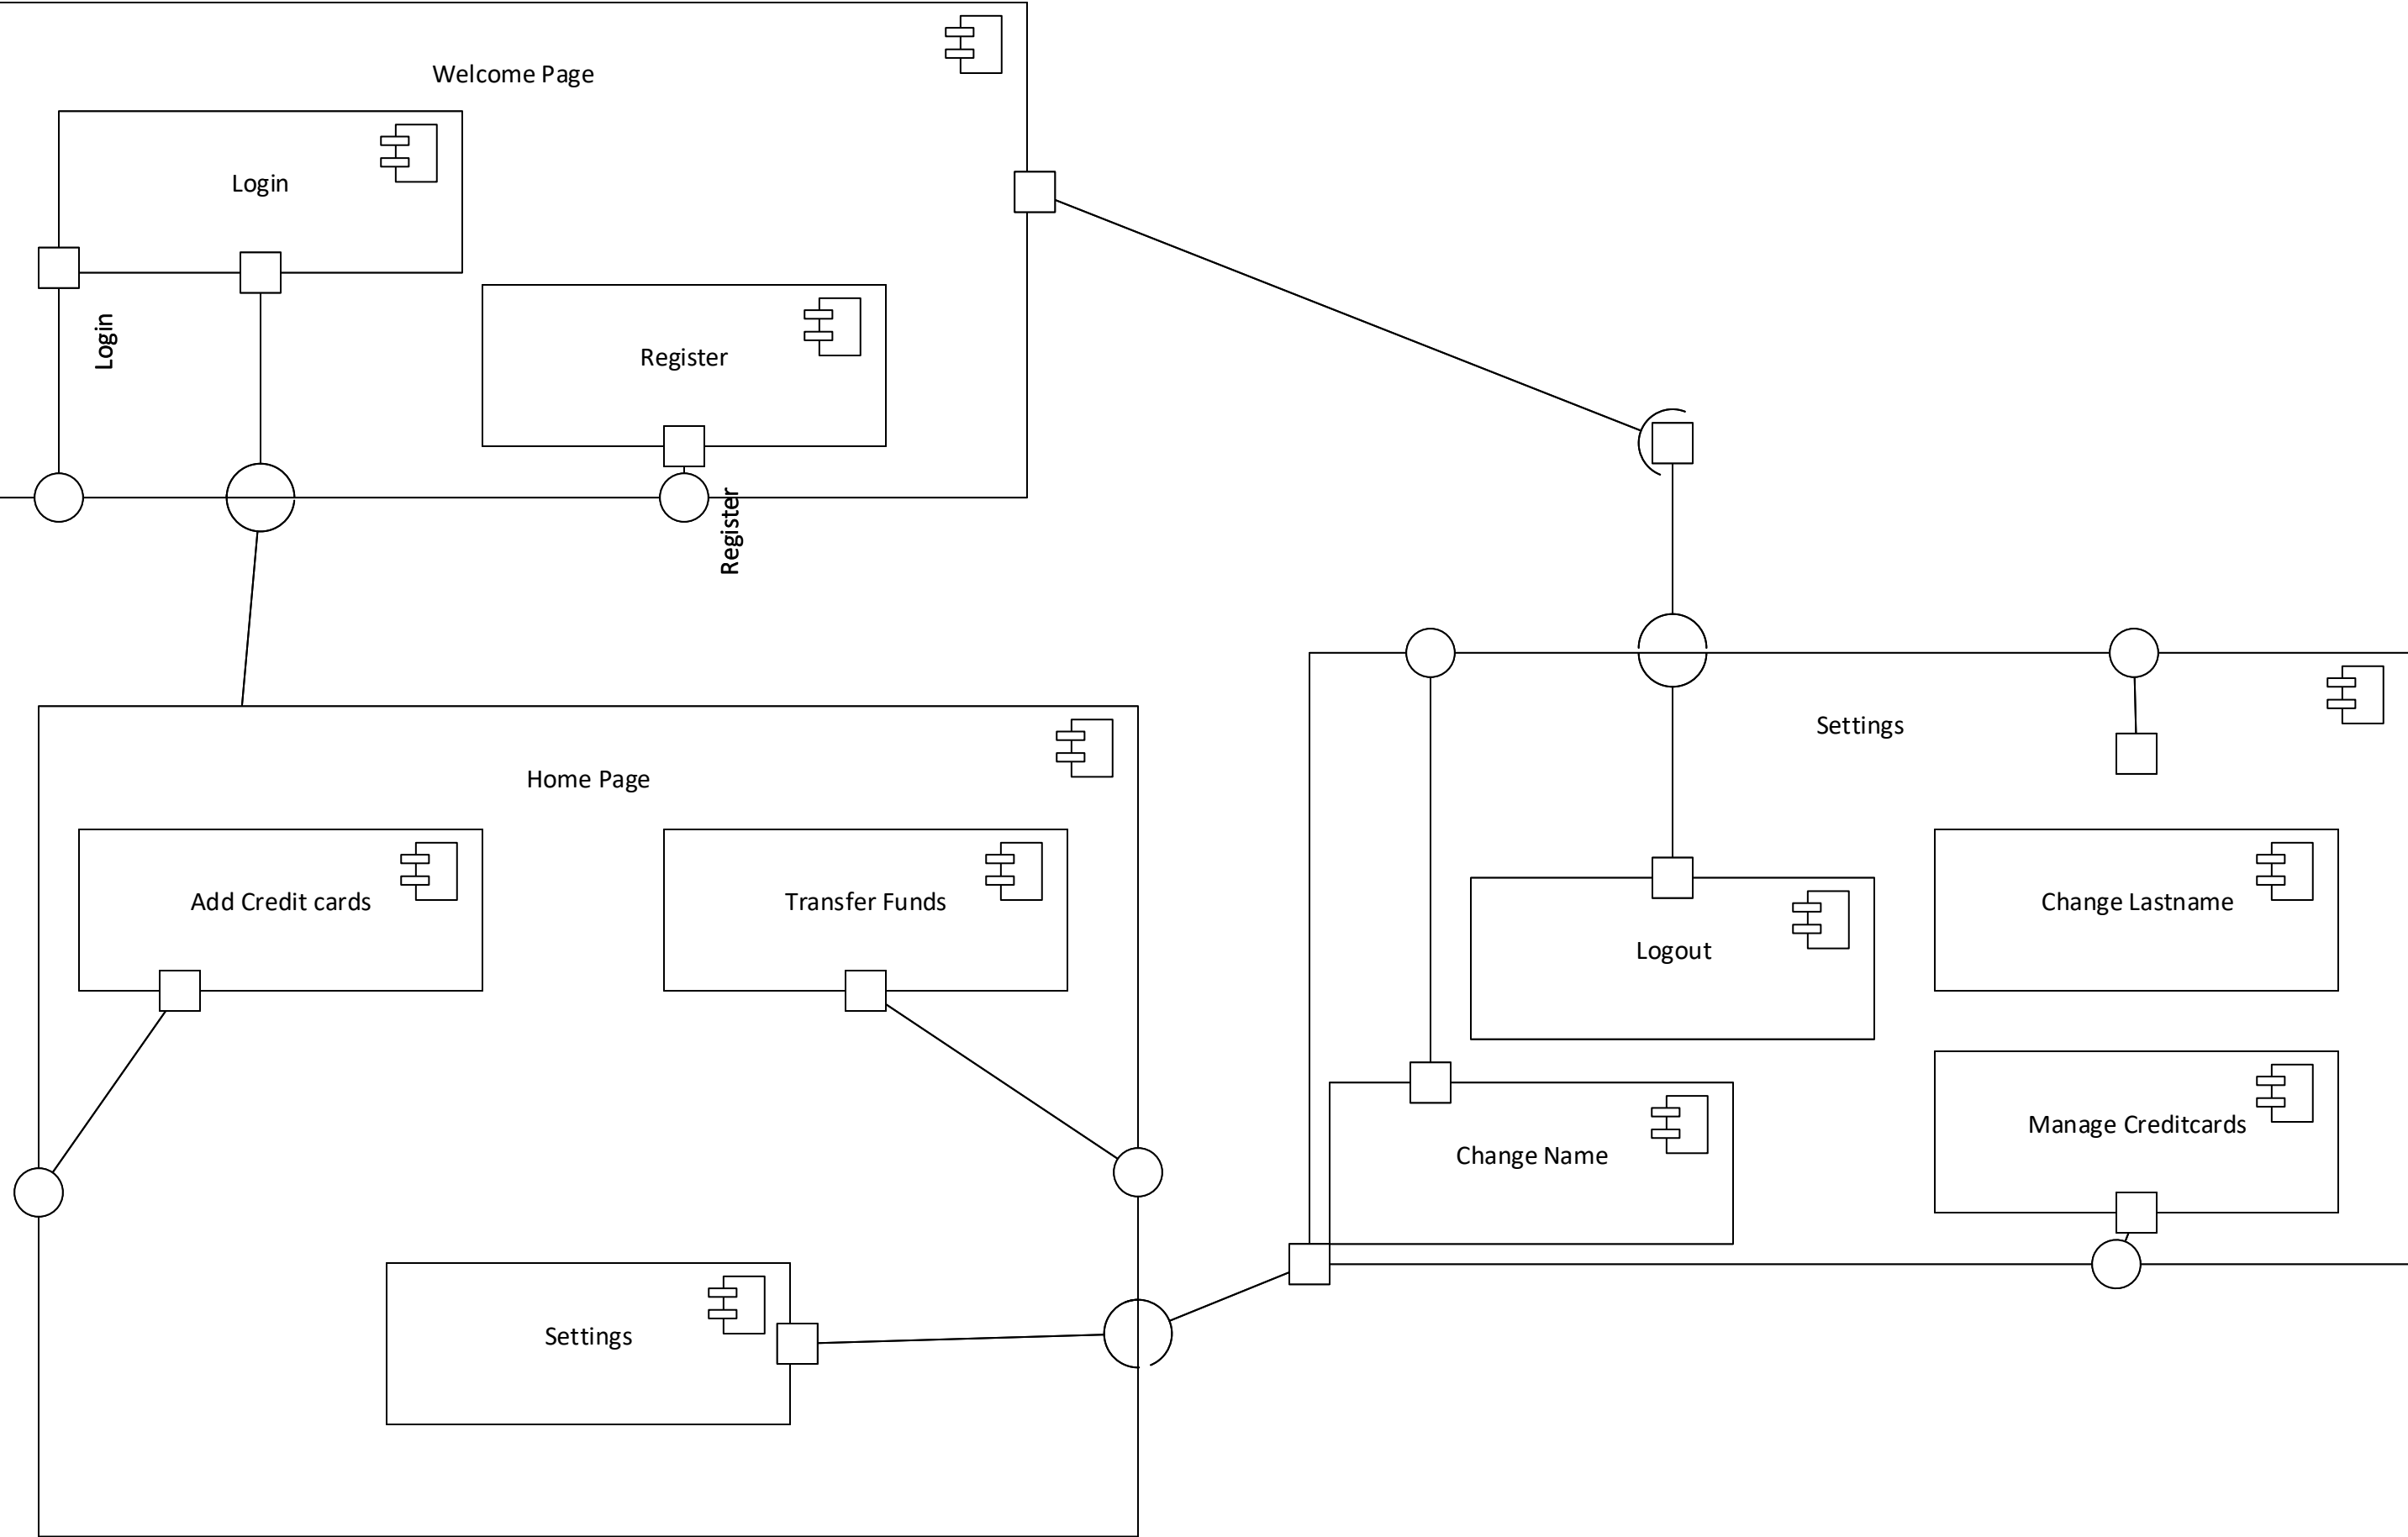 Welcome Page
Login
Login
Register
Register
Home Page
Add Credit cards
Transfer Funds
Settings
Settings
Logout
Change Lastname
Change Name
Manage Creditcards